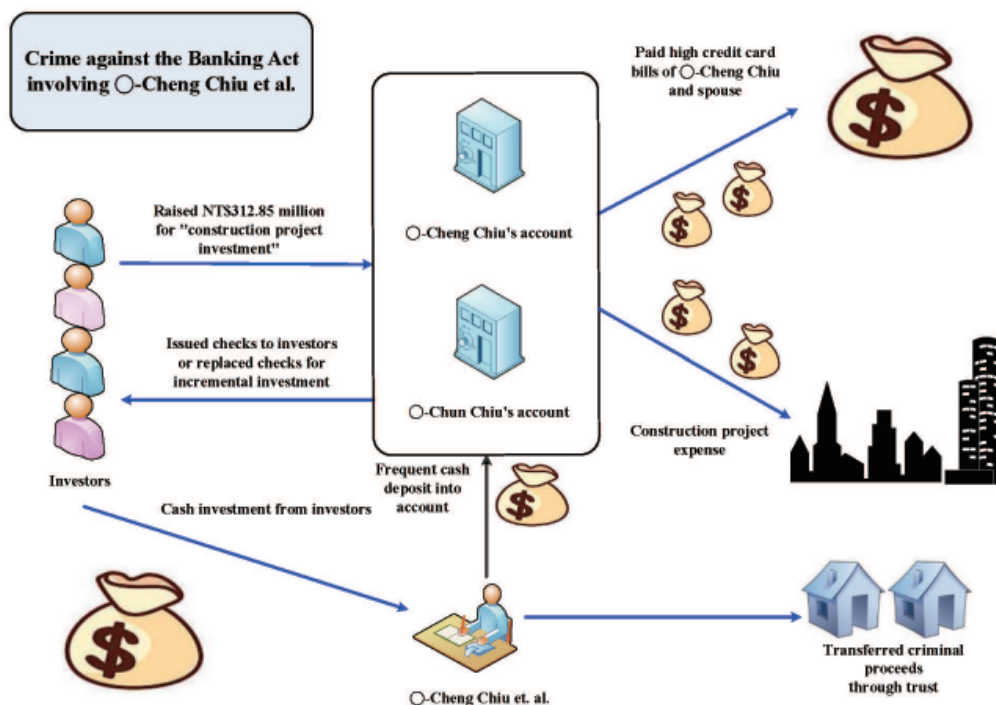 Crime against the Banking Act
involving ○-Cheng Chiu et al.
Paid high credit card
bills of ○-Cheng Chiu
and spouse
Raised NT$312.85 million
for "construction project
investment"
○-Cheng Chiu's account
Issued checks to investors
or replaced checks for
incremental investment
○-Chun Chiu's account
Construction project
expense
Investors
Frequent cash
deposit into
account
Cash investment from investors
$
$
$
$
$
$
$
Transferred criminal
proceeds
through trust
○-Cheng Chiu et. al.